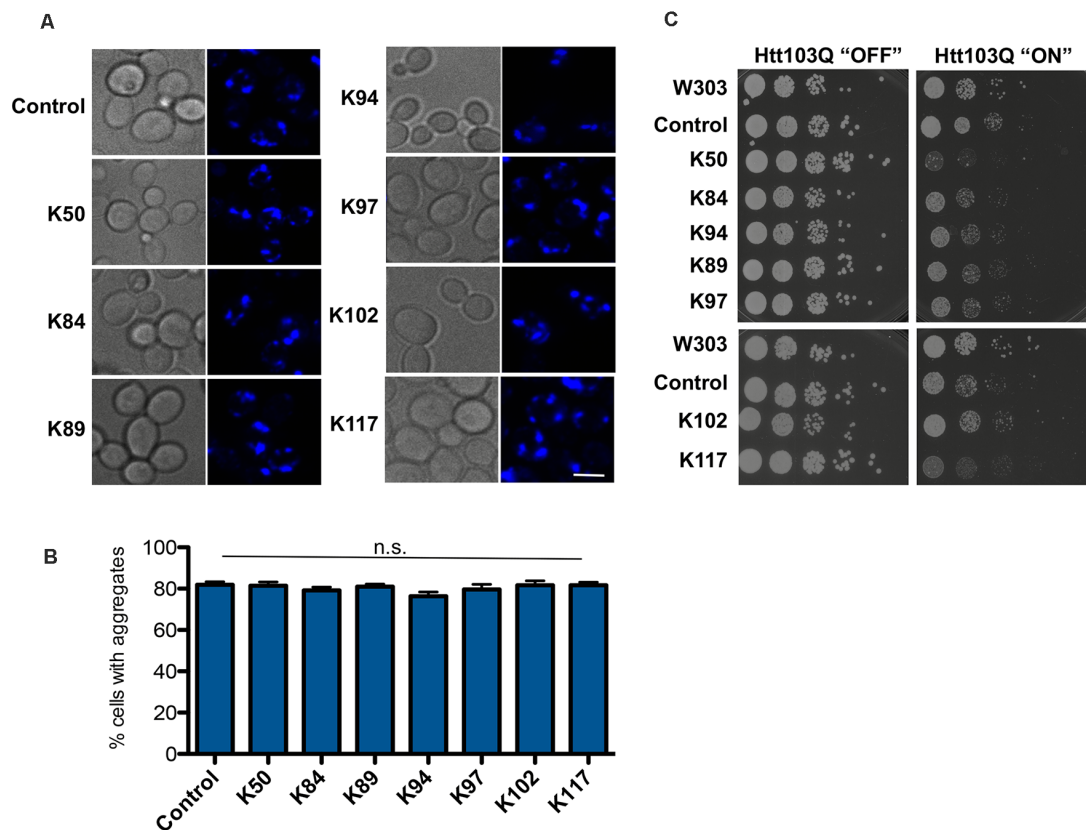 A
Control
K50
K84
K89
K94
K97
K102
K117
C
Htt103Q “OFF”
Htt103Q “ON”
W303
Control
K50
K84
K94
K89
K97
W303
Control
K102
K117
B
n.s.
% cells with aggregates
100
80
60
40
20
0
Control
K50
K84
K89
K94
K97
K102
K117